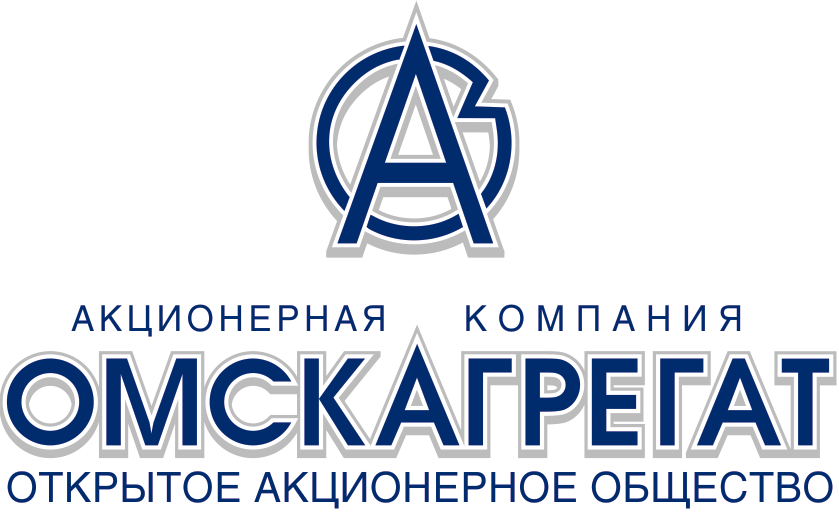 АКЦИОНЕРНАЯ КОМПАНИЯ
ОМСКАГРЕГАТ
ОТКРЫТОЕ АКЦИОНЕРНОЕ ОБЩЕСТВО